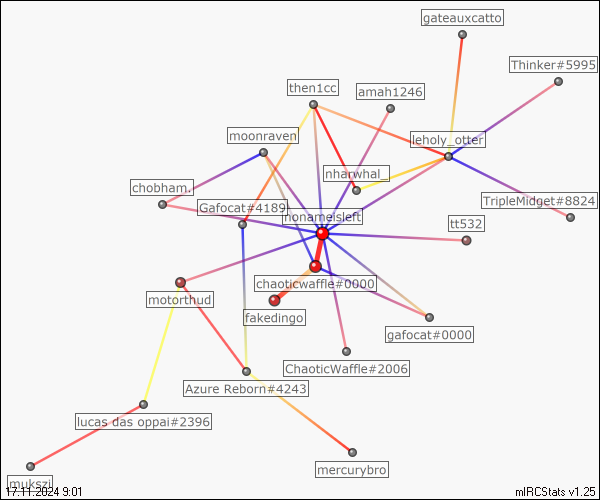 gateauxcatto
Thinker#5995
then1cc
amah1246
moonraven
leholy_otter
nharwhal_
chobham.
Gafocat#4189
TripleMidget#8824
nonameisleft
tt532
chaoticwaffle#0000
motorthud
fakedingo
gafocat#0000
ChaoticWaffle#2006
Azure Reborn#4243
lucas das oppai#2396
mercurybro
mukszi
17.11.2024 9:01
mIRCStats v1.25